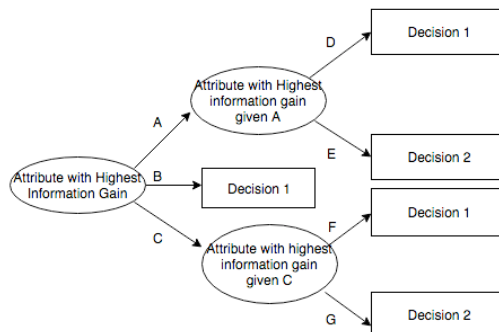 D
Decision 1
Attribute with Highest
information gain
given A
A
E
Decision 2
Attribute with Highest
Information Gain
B
Decision 1
C
F
Decision 1
Attribute with highest
information gain
given C
G
Decision 2